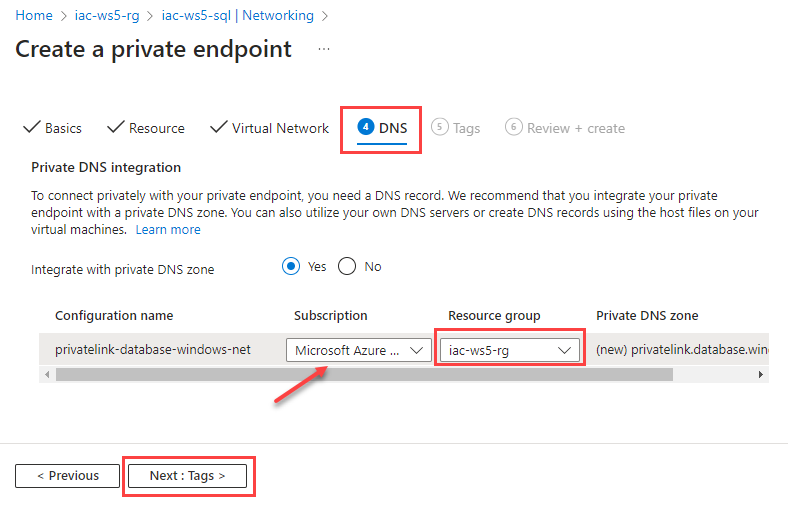 Home > iac-ws5-rg > iac-ws5-sql | Networking >
Create a private endpoint ...
Basics Resource Virtual Network 4 DNS 5 Tags 6 Review + create
Private DNS integration
To connect privately with your private endpoint, you need a DNS record. We recommend that you integrate your private
endpoint with a private DNS zone. You can also utilize your own DNS servers or create DNS records using the host files on your
virtual machines. Learn more
Integrate with private DNS zone Yes No
Configuration name Subscription Resource group Private DNS zone
privatelink-database-windows-net Microsoft Azure ... iac-ws5-rg (new) privatelink.database.win
< Previous Next : Tags >